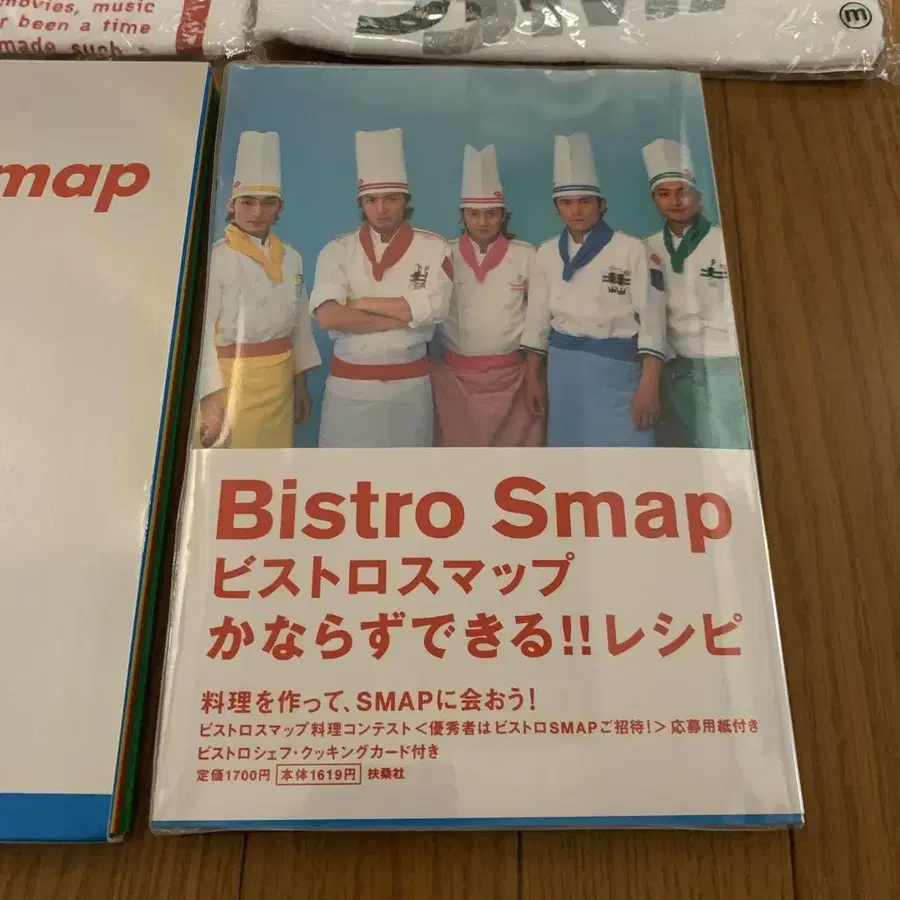 movies, music
r been a time
made such a
m
map
Bistro Smap
ビストロスマップ
かならずできる!!レシピ
料理を作って、SMAPに会おう!
ビストロスマップ料理コンテスト<優秀者はビストロSMAPご招待!>応募用紙付き
ビストロシェフ・クッキングカード付き
定価1700円 本体1619円 扶桑社